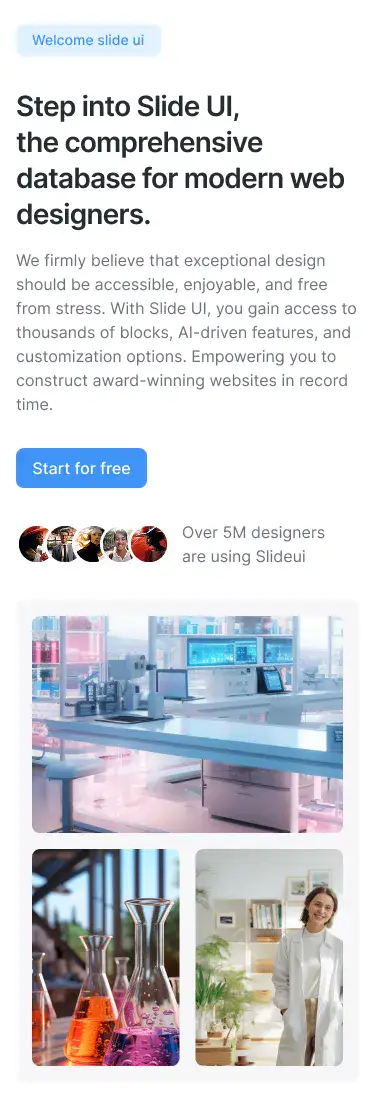 Welcome slide ui
Step into Slide UI,
the comprehensive
database for modern web
designers.
We firmly believe that exceptional design
should be accessible, enjoyable, and free
from stress. With Slide UI, you gain access to
thousands of blocks, AI-driven features, and
customization options. Empowering you to
construct award-winning websites in record
time.
Start for free
Over 5M designers
are using Slideui